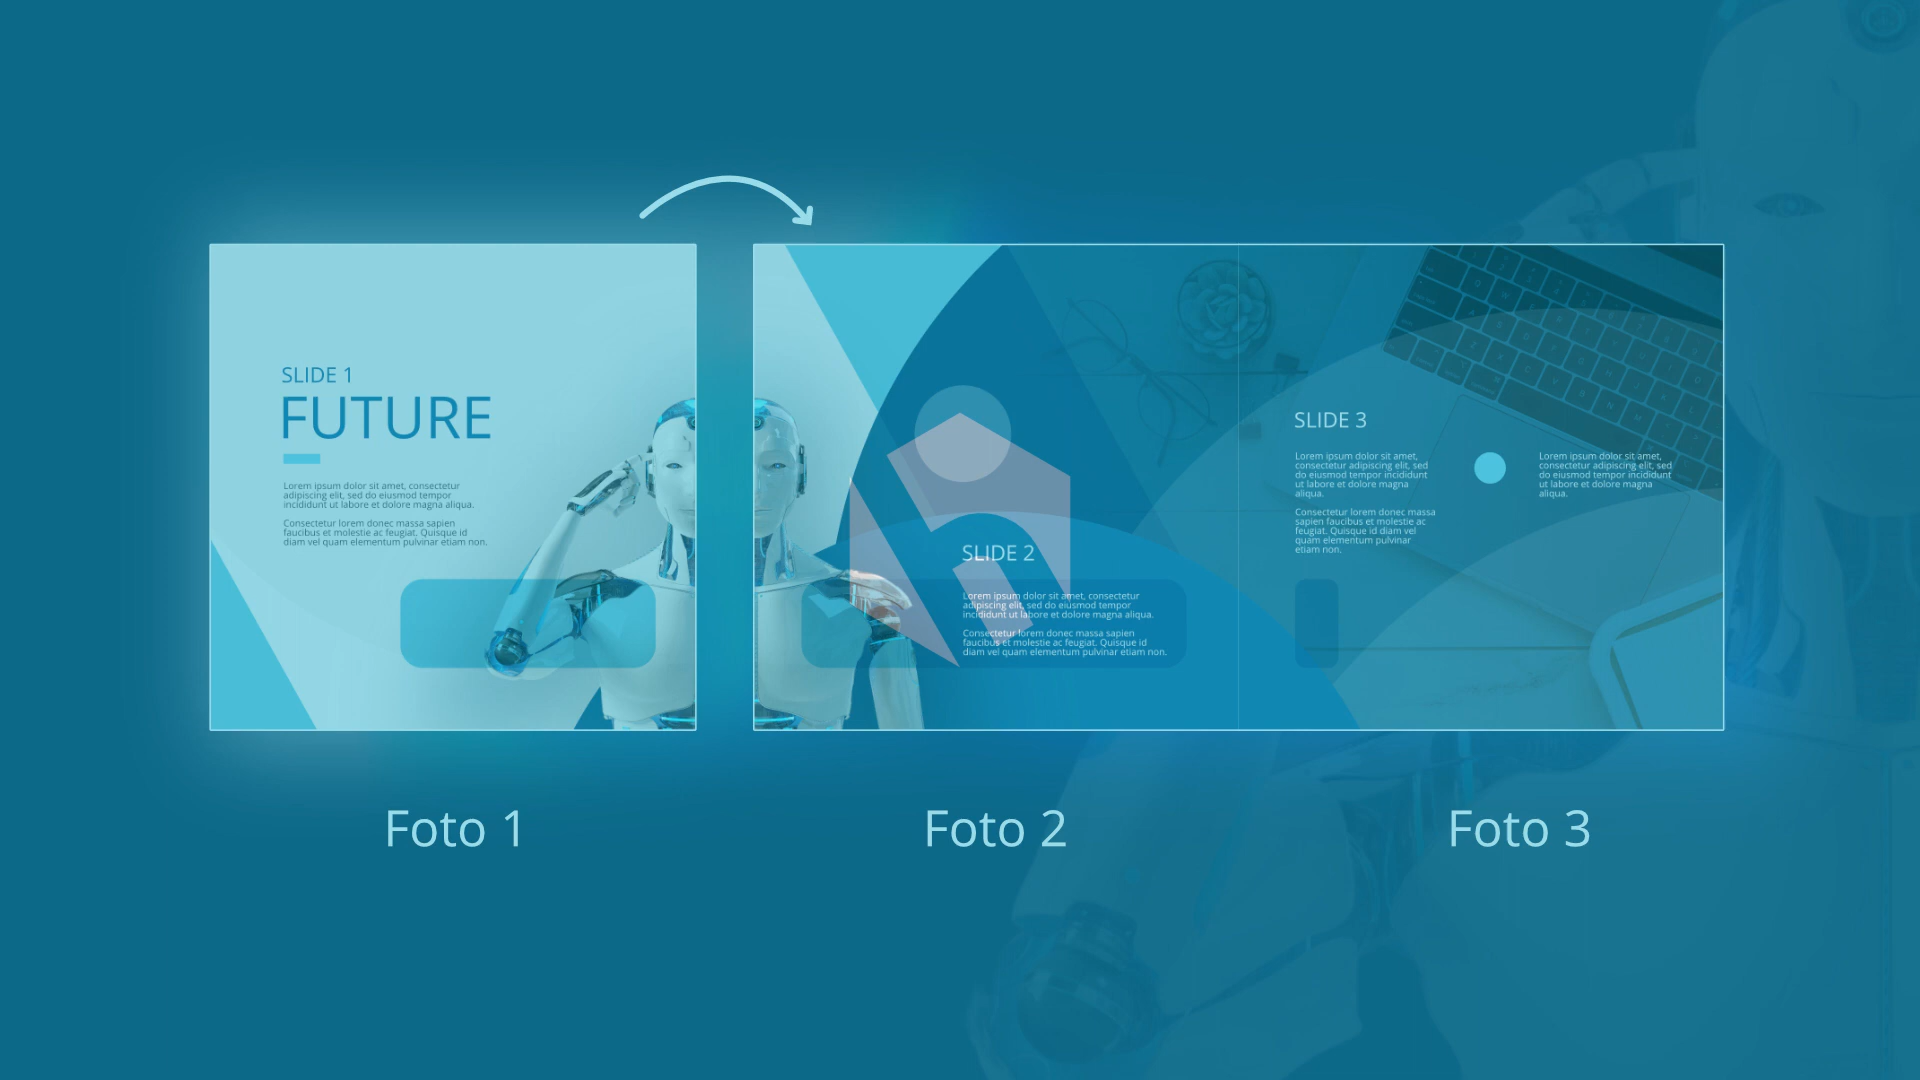 SLIDE 1
FUTURE
Lorem ipsum dolor sit amet, consectetur
adipiscing elit, sed do eiusmod tempor
incididunt ut labore et dolore magna aliqua.
Consectetur lorem donec massa sapien
faucibus et molestie ac feugiat. Quisque id
diam vel quam elementum pulvinar etiam non.
SLIDE 2
Lorem ipsum dolor sit amet, consectetur
adipiscing elit, sed do eiusmod tempor
incididunt ut labore et dolore magna aliqua.
Consectetur lorem donec massa sapien
faucibus et molestie ac feugiat. Quisque id
diam vel quam elementum pulvinar etiam non.
SLIDE 3
Lorem ipsum dolor sit amet,
consectetur adipiscing elit, sed
do eiusmod tempor incididunt
ut labore et dolore magna
aliqua.
Consectetur lorem donec massa
sapien faucibus et molestie ac
feugiat. Quisque id diam vel
quam elementum pulvinar
etiam non.
Lorem ipsum dolor sit amet,
consectetur adipiscing elit, sed
do eiusmod tempor incididunt
ut labore et dolore magna
aliqua.
Foto 1
Foto 2
Foto 3